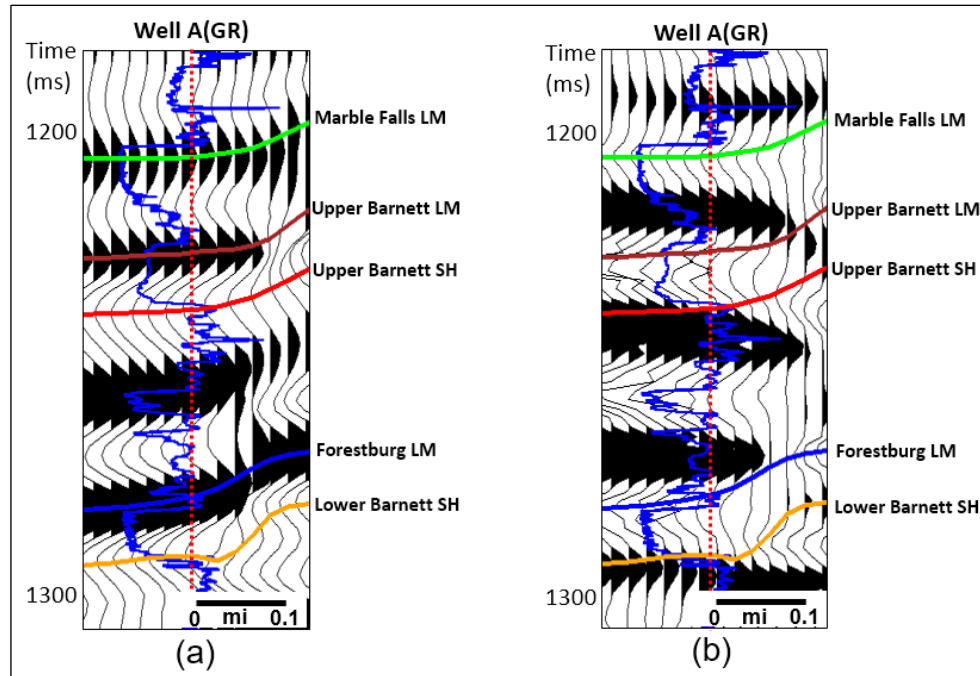 Well A(GR)
Time
(ms)
1200
Marble Falls LM
Upper Barnett LM
Upper Barnett SH
Forestburg LM
Lower Barnett SH
1300
0 mi 0.1
(a)
Well A(GR)
Time
(ms)
1200
Marble Falls LM
Upper Barnett LM
Upper Barnett SH
Forestburg LM
Lower Barnett SH
1300
0 mi 0.1
(b)